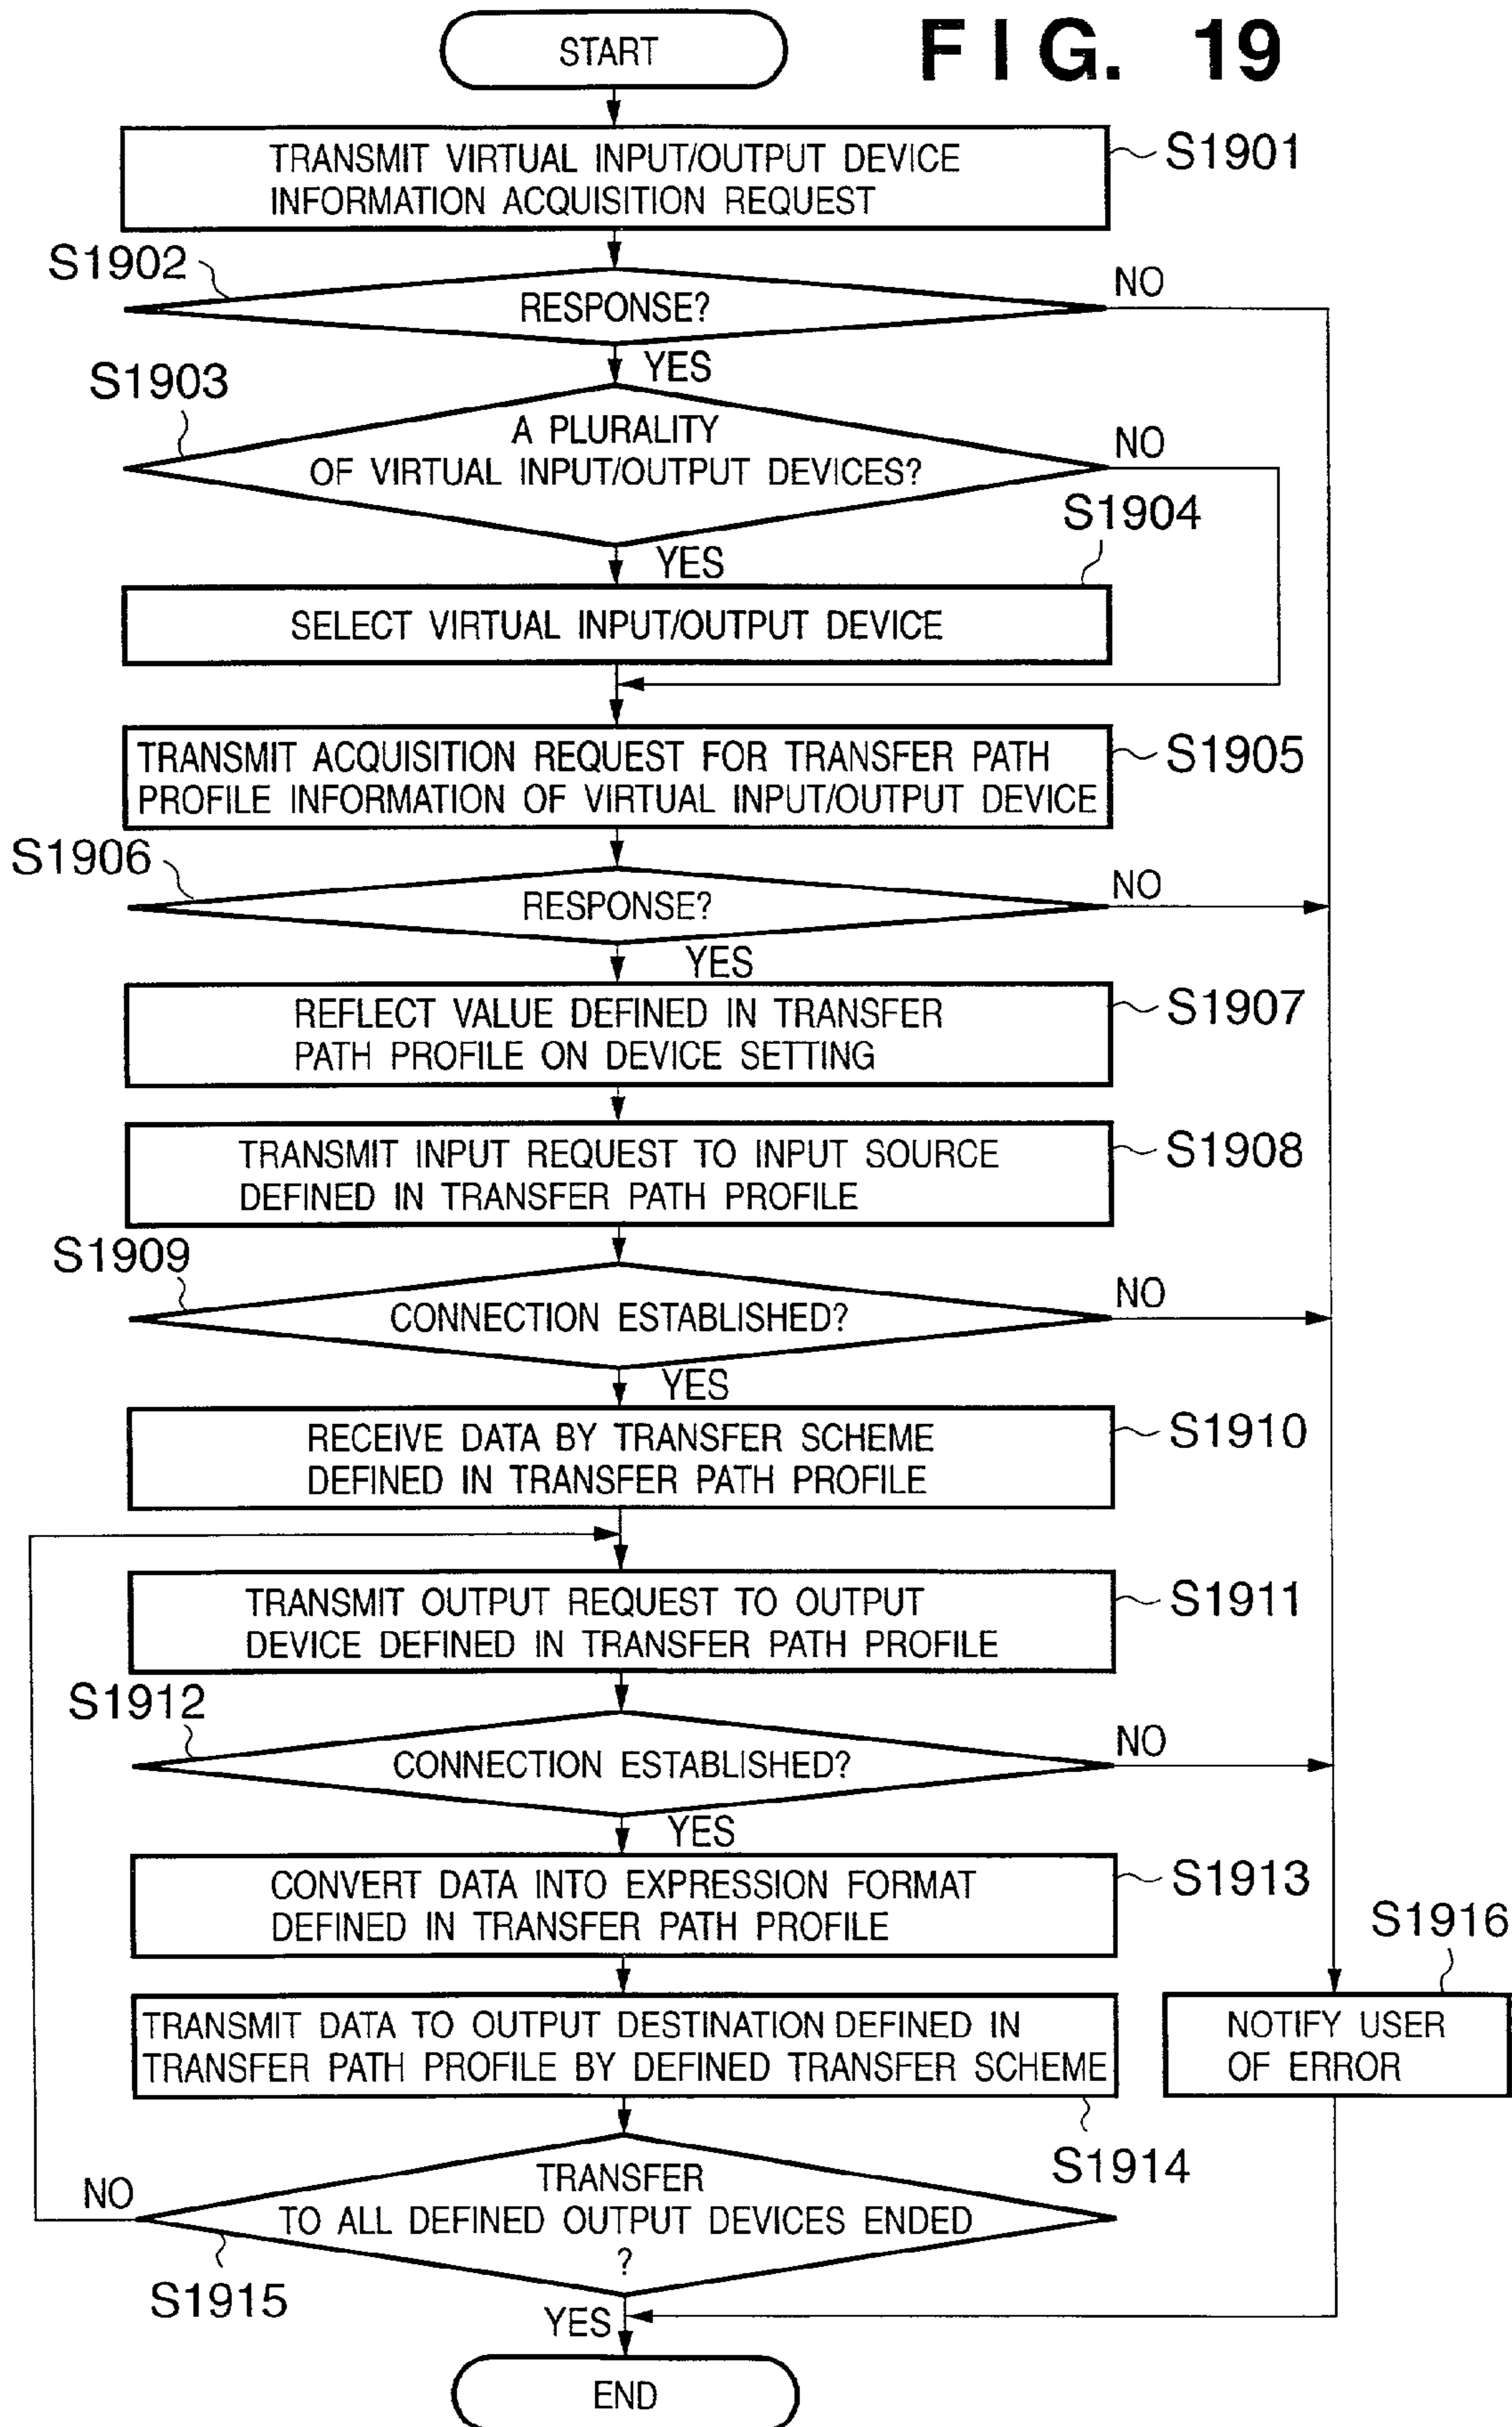 FIG. 19
START
TRANSMIT VIRTUAL INPUT/OUTPUT DEVICE
INFORMATION ACQUISITION REQUEST
S1901
S1902
RESPONSE?
NO
YES
S1903
A PLURALITY
OF VIRTUAL INPUT/OUTPUT DEVICES?
NO
YES
S1904
SELECT VIRTUAL INPUT/OUTPUT DEVICE
TRANSMIT ACQUISITION REQUEST FOR TRANSFER PATH
PROFILE INFORMATION OF VIRTUAL INPUT/OUTPUT DEVICE
S1905
S1906
RESPONSE?
NO
YES
REFLECT VALUE DEFINED IN TRANSFER
PATH PROFILE ON DEVICE SETTING
S1907
TRANSMIT INPUT REQUEST TO INPUT SOURCE
DEFINED IN TRANSFER PATH PROFILE
S1908
S1909
CONNECTION ESTABLISHED?
NO
YES
RECEIVE DATA BY TRANSFER SCHEME
DEFINED IN TRANSFER PATH PROFILE
S1910
TRANSMIT OUTPUT REQUEST TO OUTPUT
DEVICE DEFINED IN TRANSFER PATH PROFILE
S1911
S1912
CONNECTION ESTABLISHED?
NO
YES
CONVERT DATA INTO EXPRESSION FORMAT
DEFINED IN TRANSFER PATH PROFILE
S1913
S1916
TRANSMIT DATA TO OUTPUT DESTINATION DEFINED IN
TRANSFER PATH PROFILE BY DEFINED TRANSFER SCHEME
NOTIFY USER
OF ERROR
S1914
TRANSFER
TO ALL DEFINED OUTPUT DEVICES ENDED
?
NO
S1915
YES
END